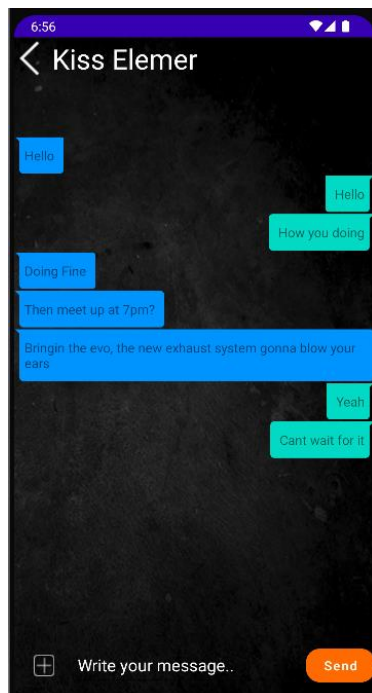 6:56
Kiss Elemer
Hello
Hello
How you doing
Doing Fine
Then meet up at 7pm?
Bringin the evo, the new exhaust system gonna blow your
ears
Yeah
Cant wait for it
Write your message..
Send